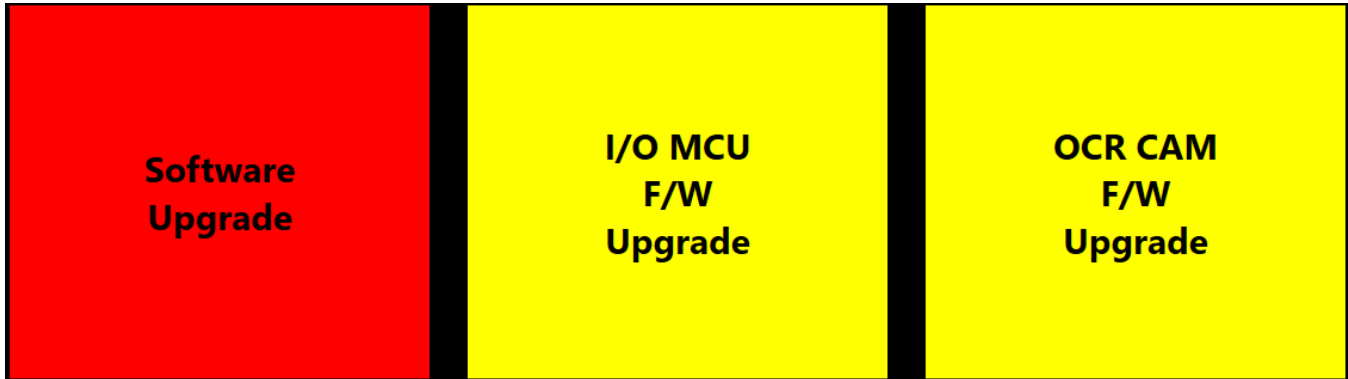 Software
Upgrade
I/O MCU
F/W
Upgrade
OCR CAM
F/W
Upgrade